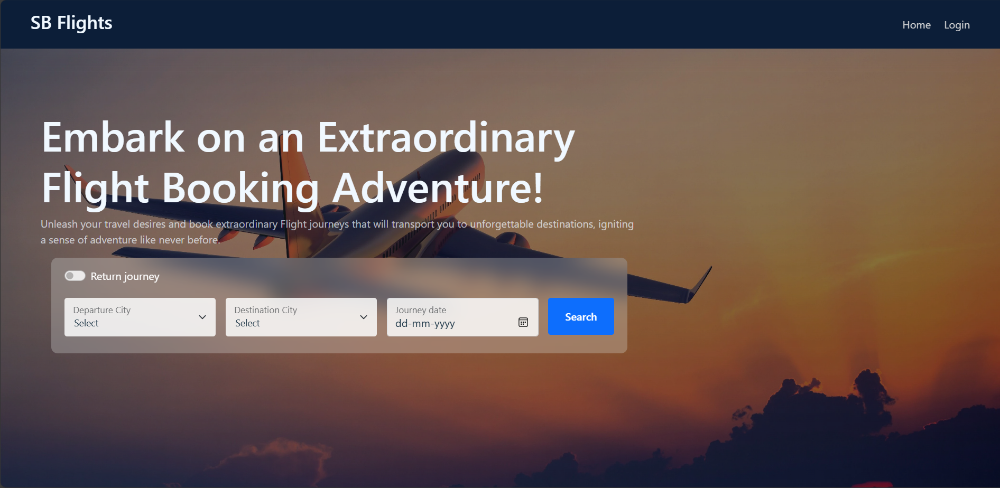 SB Flights
Home
Login
Embark on an Extraordinary
Flight Booking Adventure!
Unleash your travel desires and book extraordinary Flight journeys that will transport you to unforgettable destinations, igniting
a sense of adventure like never before.
Return journey
Departure City
Select
Destination City
Select
Journey date
dd-mm-yyyy
Search